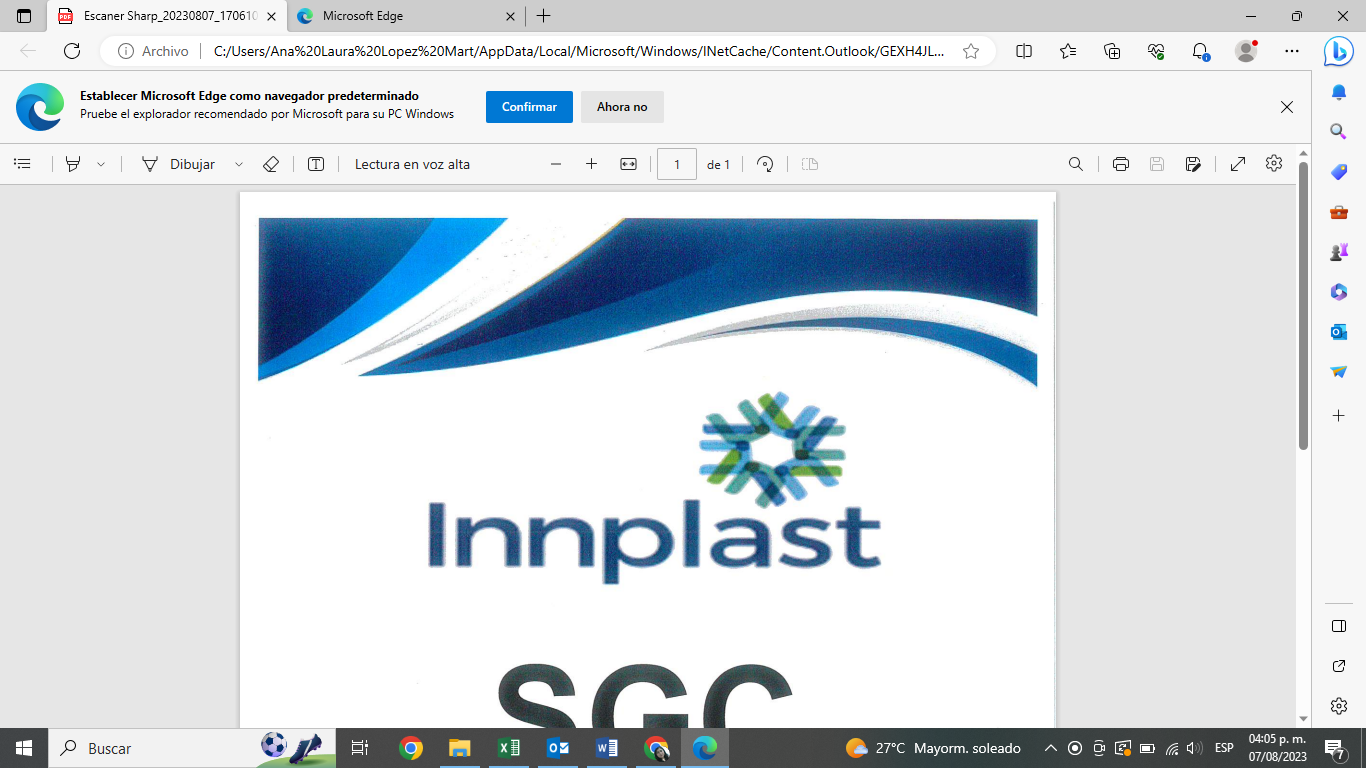 Escaner Sharp_20230807_170610
Microsoft Edge
Archivo
C:/Users/Ana%20Laura%20Lopez%20Mart/AppData/Local/Microsoft/Windows/INetCache/Content.Outlook/GEXH4JL...
Establecer Microsoft Edge como navegador predeterminado
Pruebe el explorador recomendado por Microsoft para su PC Windows
Confirmar
Ahora no
Dibujar
Lectura en voz alta
1
de 1
Innplast
SGC
Buscar
27°C Mayorm. soleado
ESP
04:05 p. m.
07/08/2023
7